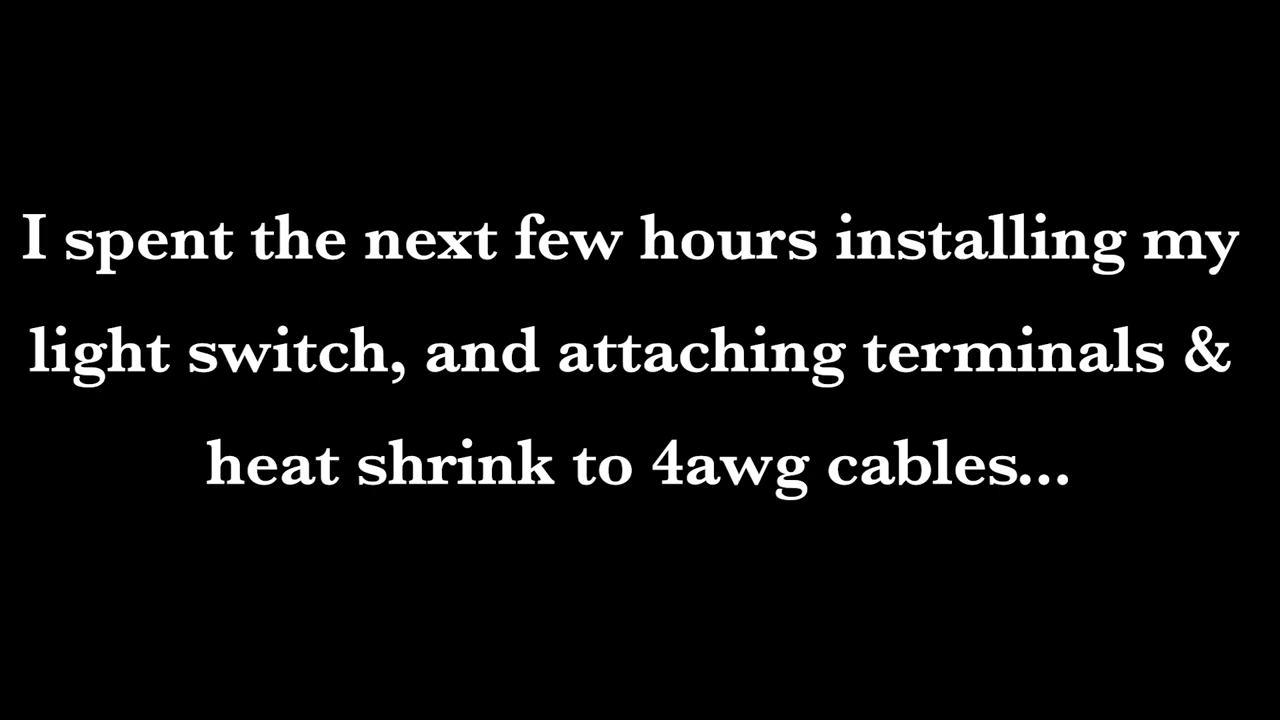 I spent the next few hours installing my
light switch, and attaching terminals &
heat shrink to 4awg cables...